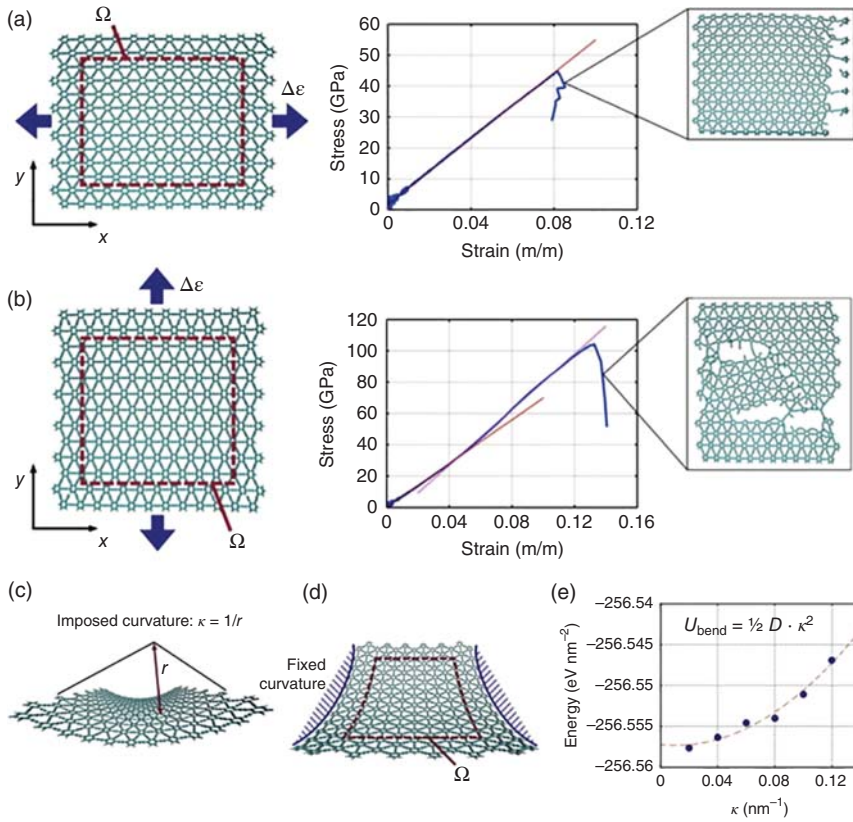 (a)
Ω
Δε
y
x
Stress (GPa)
60
50
40
30
20
10
0
0
0.04
0.08
0.12
Strain (m/m)
(b)
Δε
y
x
Ω
Stress (GPa)
120
100
80
60
40
20
0
0
0.04
0.08
0.12
0.16
Strain (m/m)
(c)
Imposed curvature: κ = 1/r
r
(d)
Fixed
curvature
Ω
(e)
Energy (eV nm⁻²)
−256.54
−256.545
−256.55
−256.555
−256.56
U_bend = ½ D · κ²
0
0.04
0.08
0.12
κ (nm⁻¹)